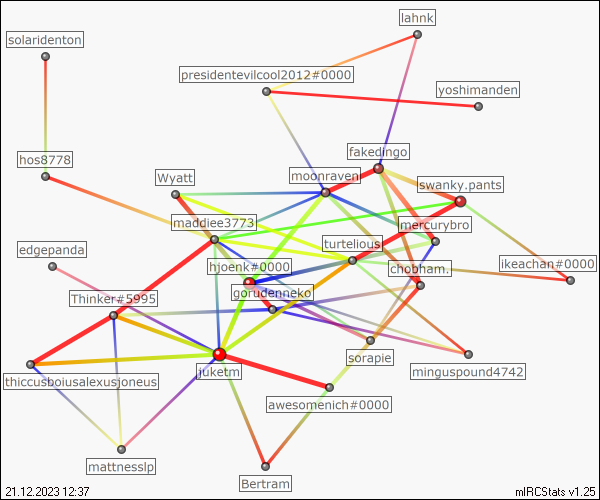 lahnk
solaridenton
presidentevilcool2012#0000
yoshimanden
fakedingo
hos8778
moonraven
Wyatt
swanky.pants
maddiee3773
mercurybro
turtelious
edgepanda
hjoenk#0000
chobham.
ikeachan#0000
gorudenneko
Thinker#5995
sorapie
juketm
minguspound4742
thiccusboiusalexusjoneus
awesomenich#0000
mattnesslp
Bertram
21.12.2023 12:37
mIRCStats v1.25